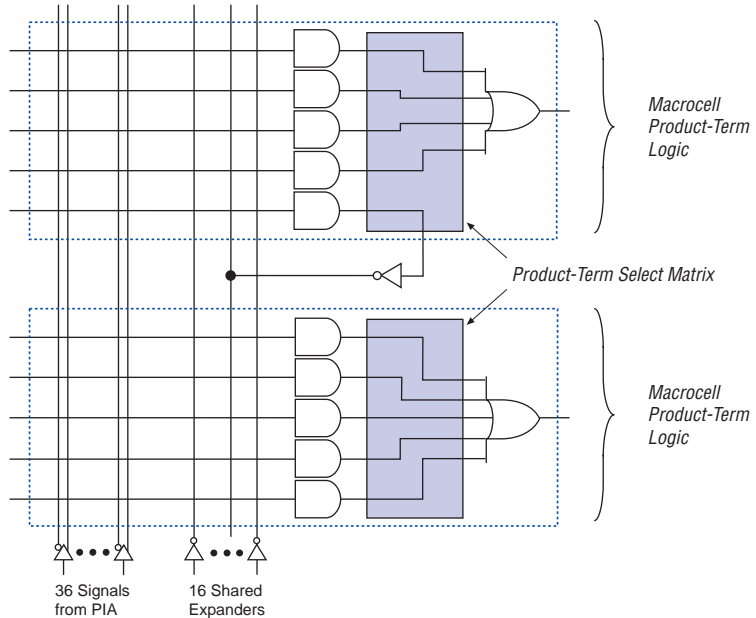 Macrocell
Product-Term
Logic
Product-Term Select Matrix
Macrocell
Product-Term
Logic
36 Signals
from PIA
16 Shared
Expanders